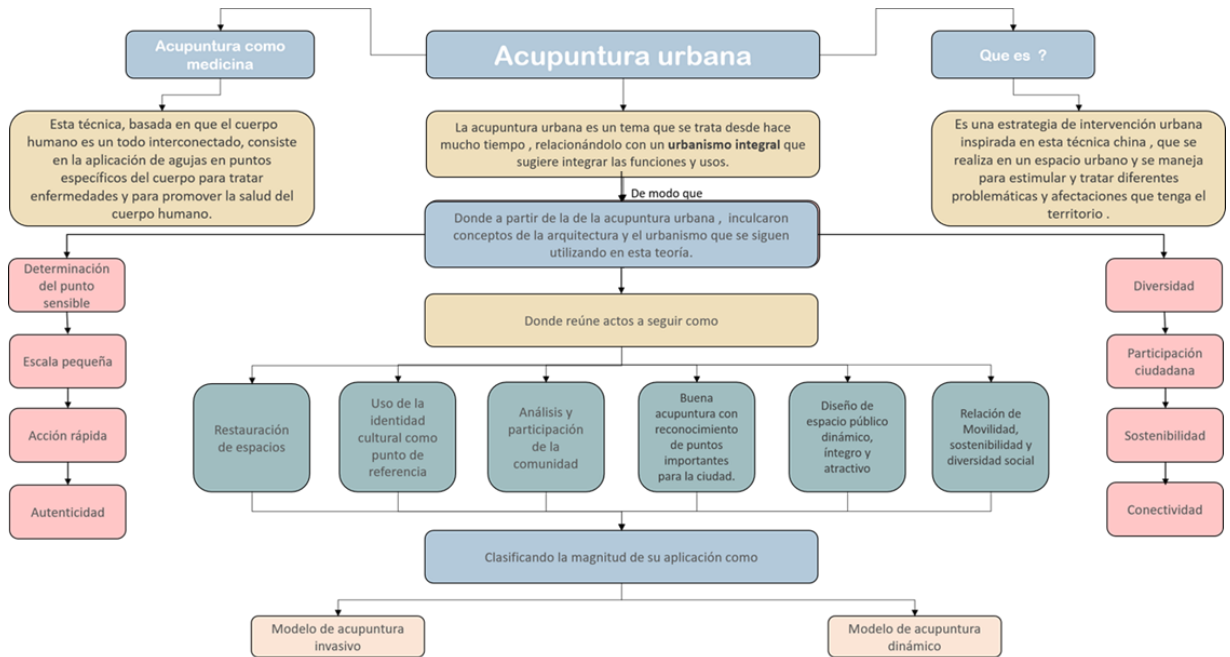 Acupuntura como
medicina
Acupuntura urbana
Que es ?
Esta técnica, basada en que el cuerpo
humano es un todo interconectado, consiste
en la aplicación de agujas en puntos
específicos del cuerpo para tratar
enfermedades y para promover la salud del
cuerpo humano.
La acupuntura urbana es un tema que se trata desde hace
mucho tiempo , relacionándolo con un urbanismo integral que
sugiere integrar las funciones y usos.
Es una estrategia de intervención urbana
inspirada en esta técnica china , que se
realiza en un espacio urbano y se maneja
para estimular y tratar diferentes
problemáticas y afectaciones que tenga el
territorio .
De modo que
Donde a partir de la de la acupuntura urbana , inculcaron
conceptos de la arquitectura y el urbanismo que se siguen
utilizando en esta teoría.
Determinación
del punto
sensible
Escala pequeña
Acción rápida
Autenticidad
Diversidad
Participación
ciudadana
Sostenibilidad
Conectividad
Donde reúne actos a seguir como
Restauración
de espacios
Uso de la
identidad
cultural como
punto de
referencia
Análisis y
participación
de la
comunidad
Buena
acupuntura con
reconocimiento
de puntos
importantes
para la ciudad.
Diseño de
espacio público
dinámico,
íntegro y
atractivo
Relación de
Movilidad,
sostenibilidad y
diversidad social
Clasificando la magnitud de su aplicación como
Modelo de acupuntura
invasivo
Modelo de acupuntura
dinámico